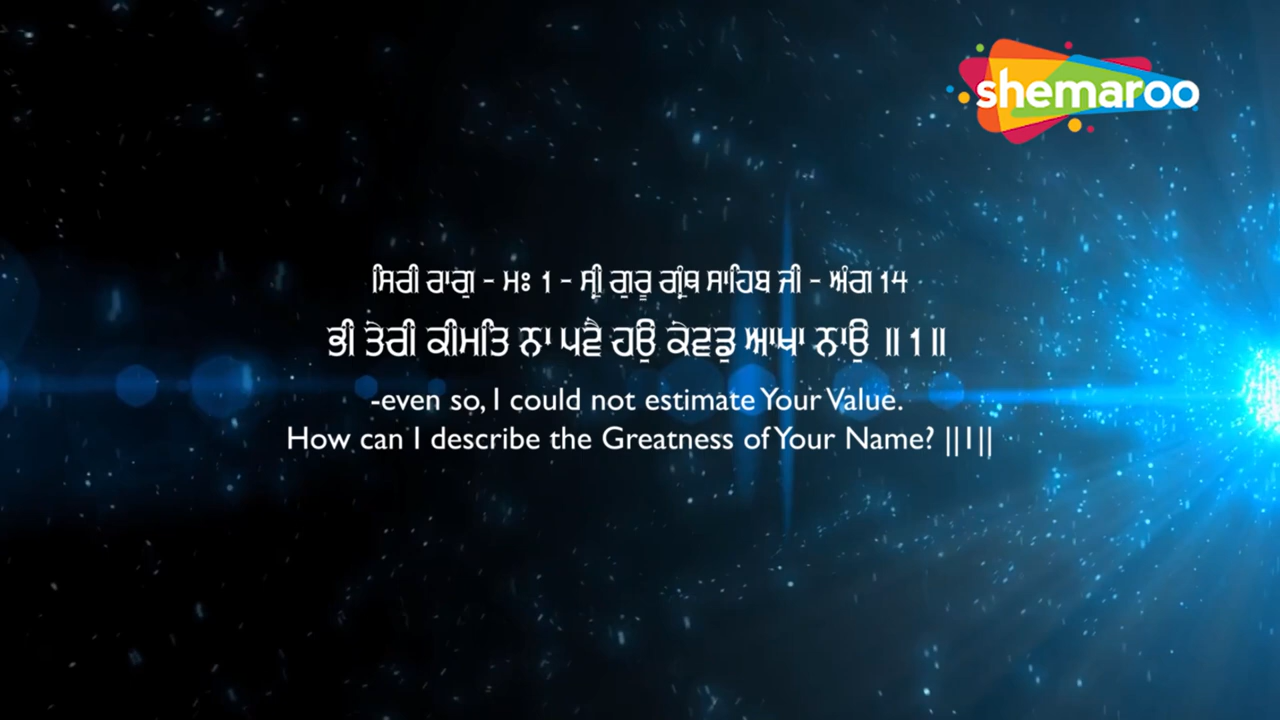 shemaroo
ਸਿਰੀ ਰਾਗੁ - ਮਃ 1 - ਸ੍ਰੀ ਗੁਰੂ ਗ੍ਰੰਥ ਸਾਹਿਬ ਜੀ - ਅੰਗ 14
ਭੀ ਤੇਰੀ ਕੀਮਤਿ ਨਾ ਪਵੈ ਹਉ ਕੇਵਡੁ ਆਖਾ ਨਾਉ ॥ 1 ॥
-even so, I could not estimate Your Value.
How can I describe the Greatness of Your Name? ||1||